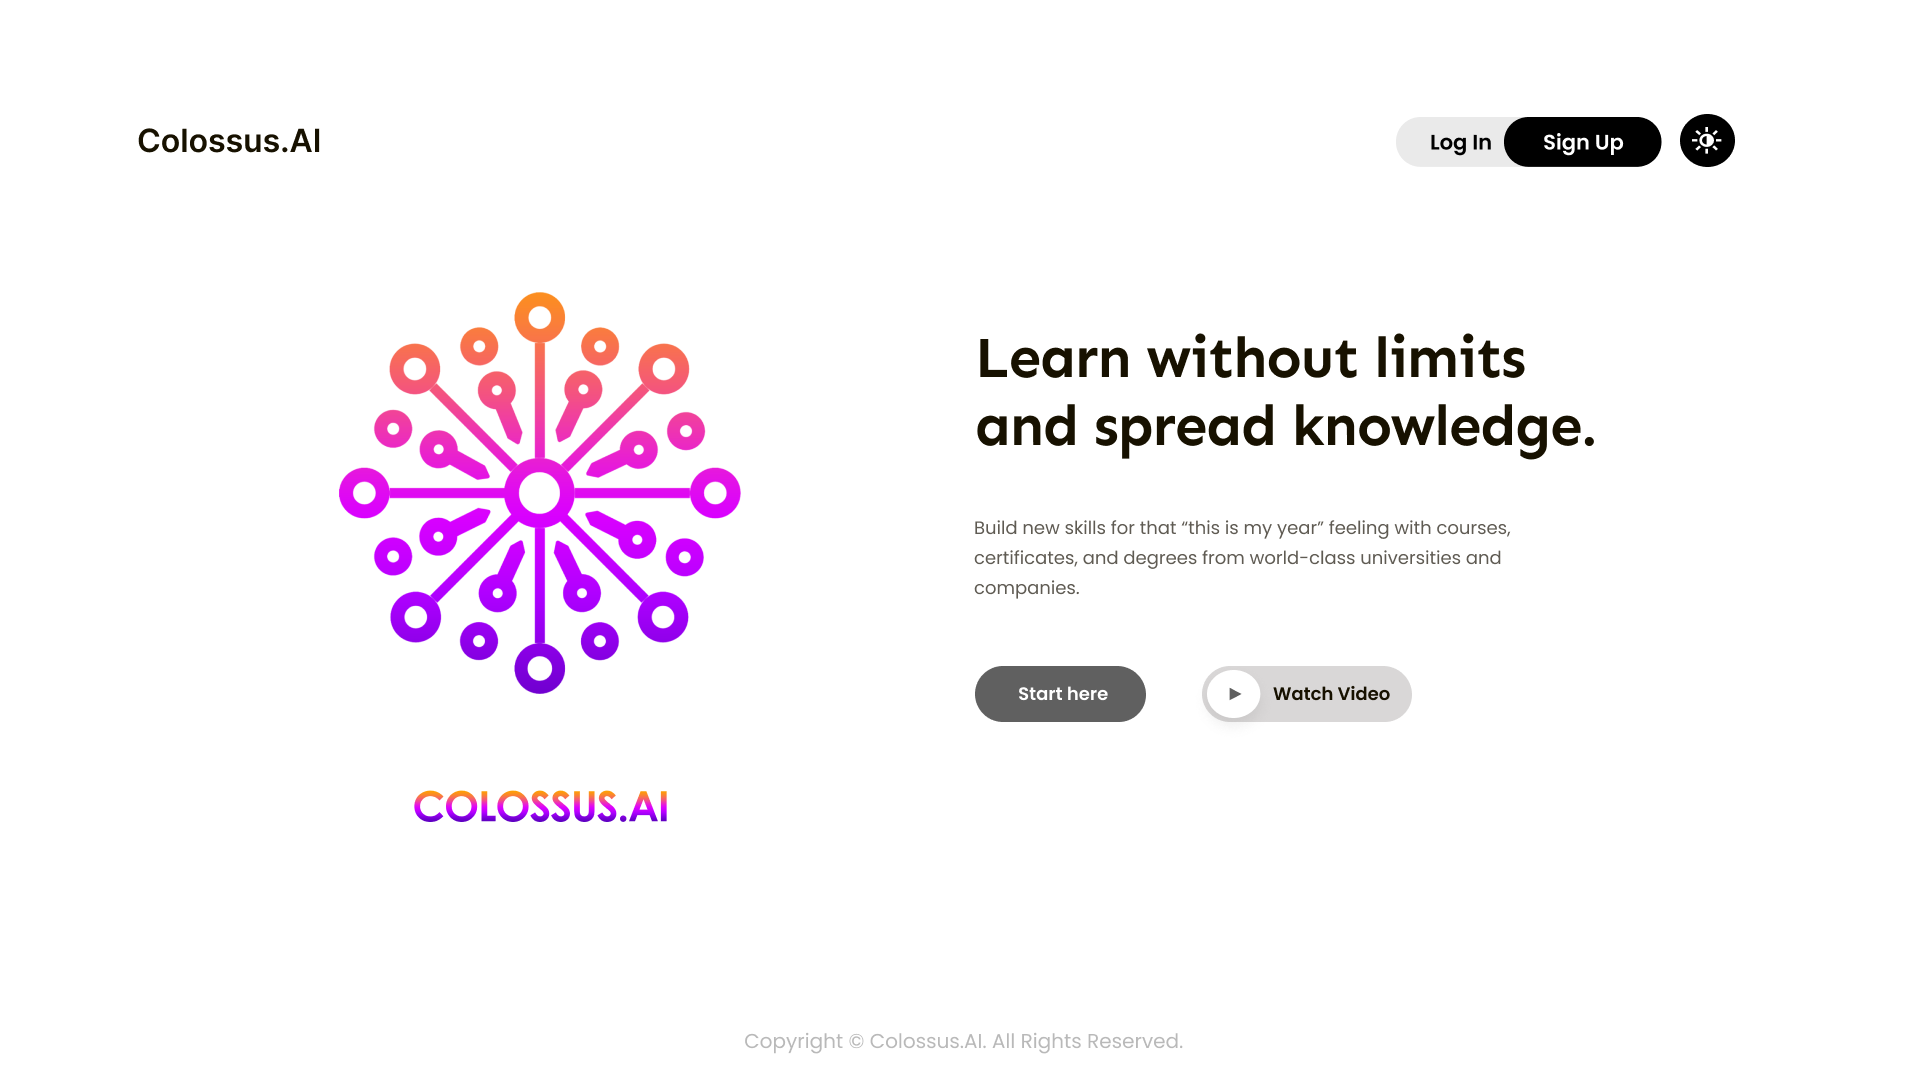 Colossus.AI
Log In
Sign Up
Learn without limits
and spread knowledge.
Build new skills for that “this is my year” feeling with courses,
certificates, and degrees from world-class universities and
companies.
Start here
Watch Video
COLOSSUS.AI
Copyright © Colossus.AI. All Rights Reserved.